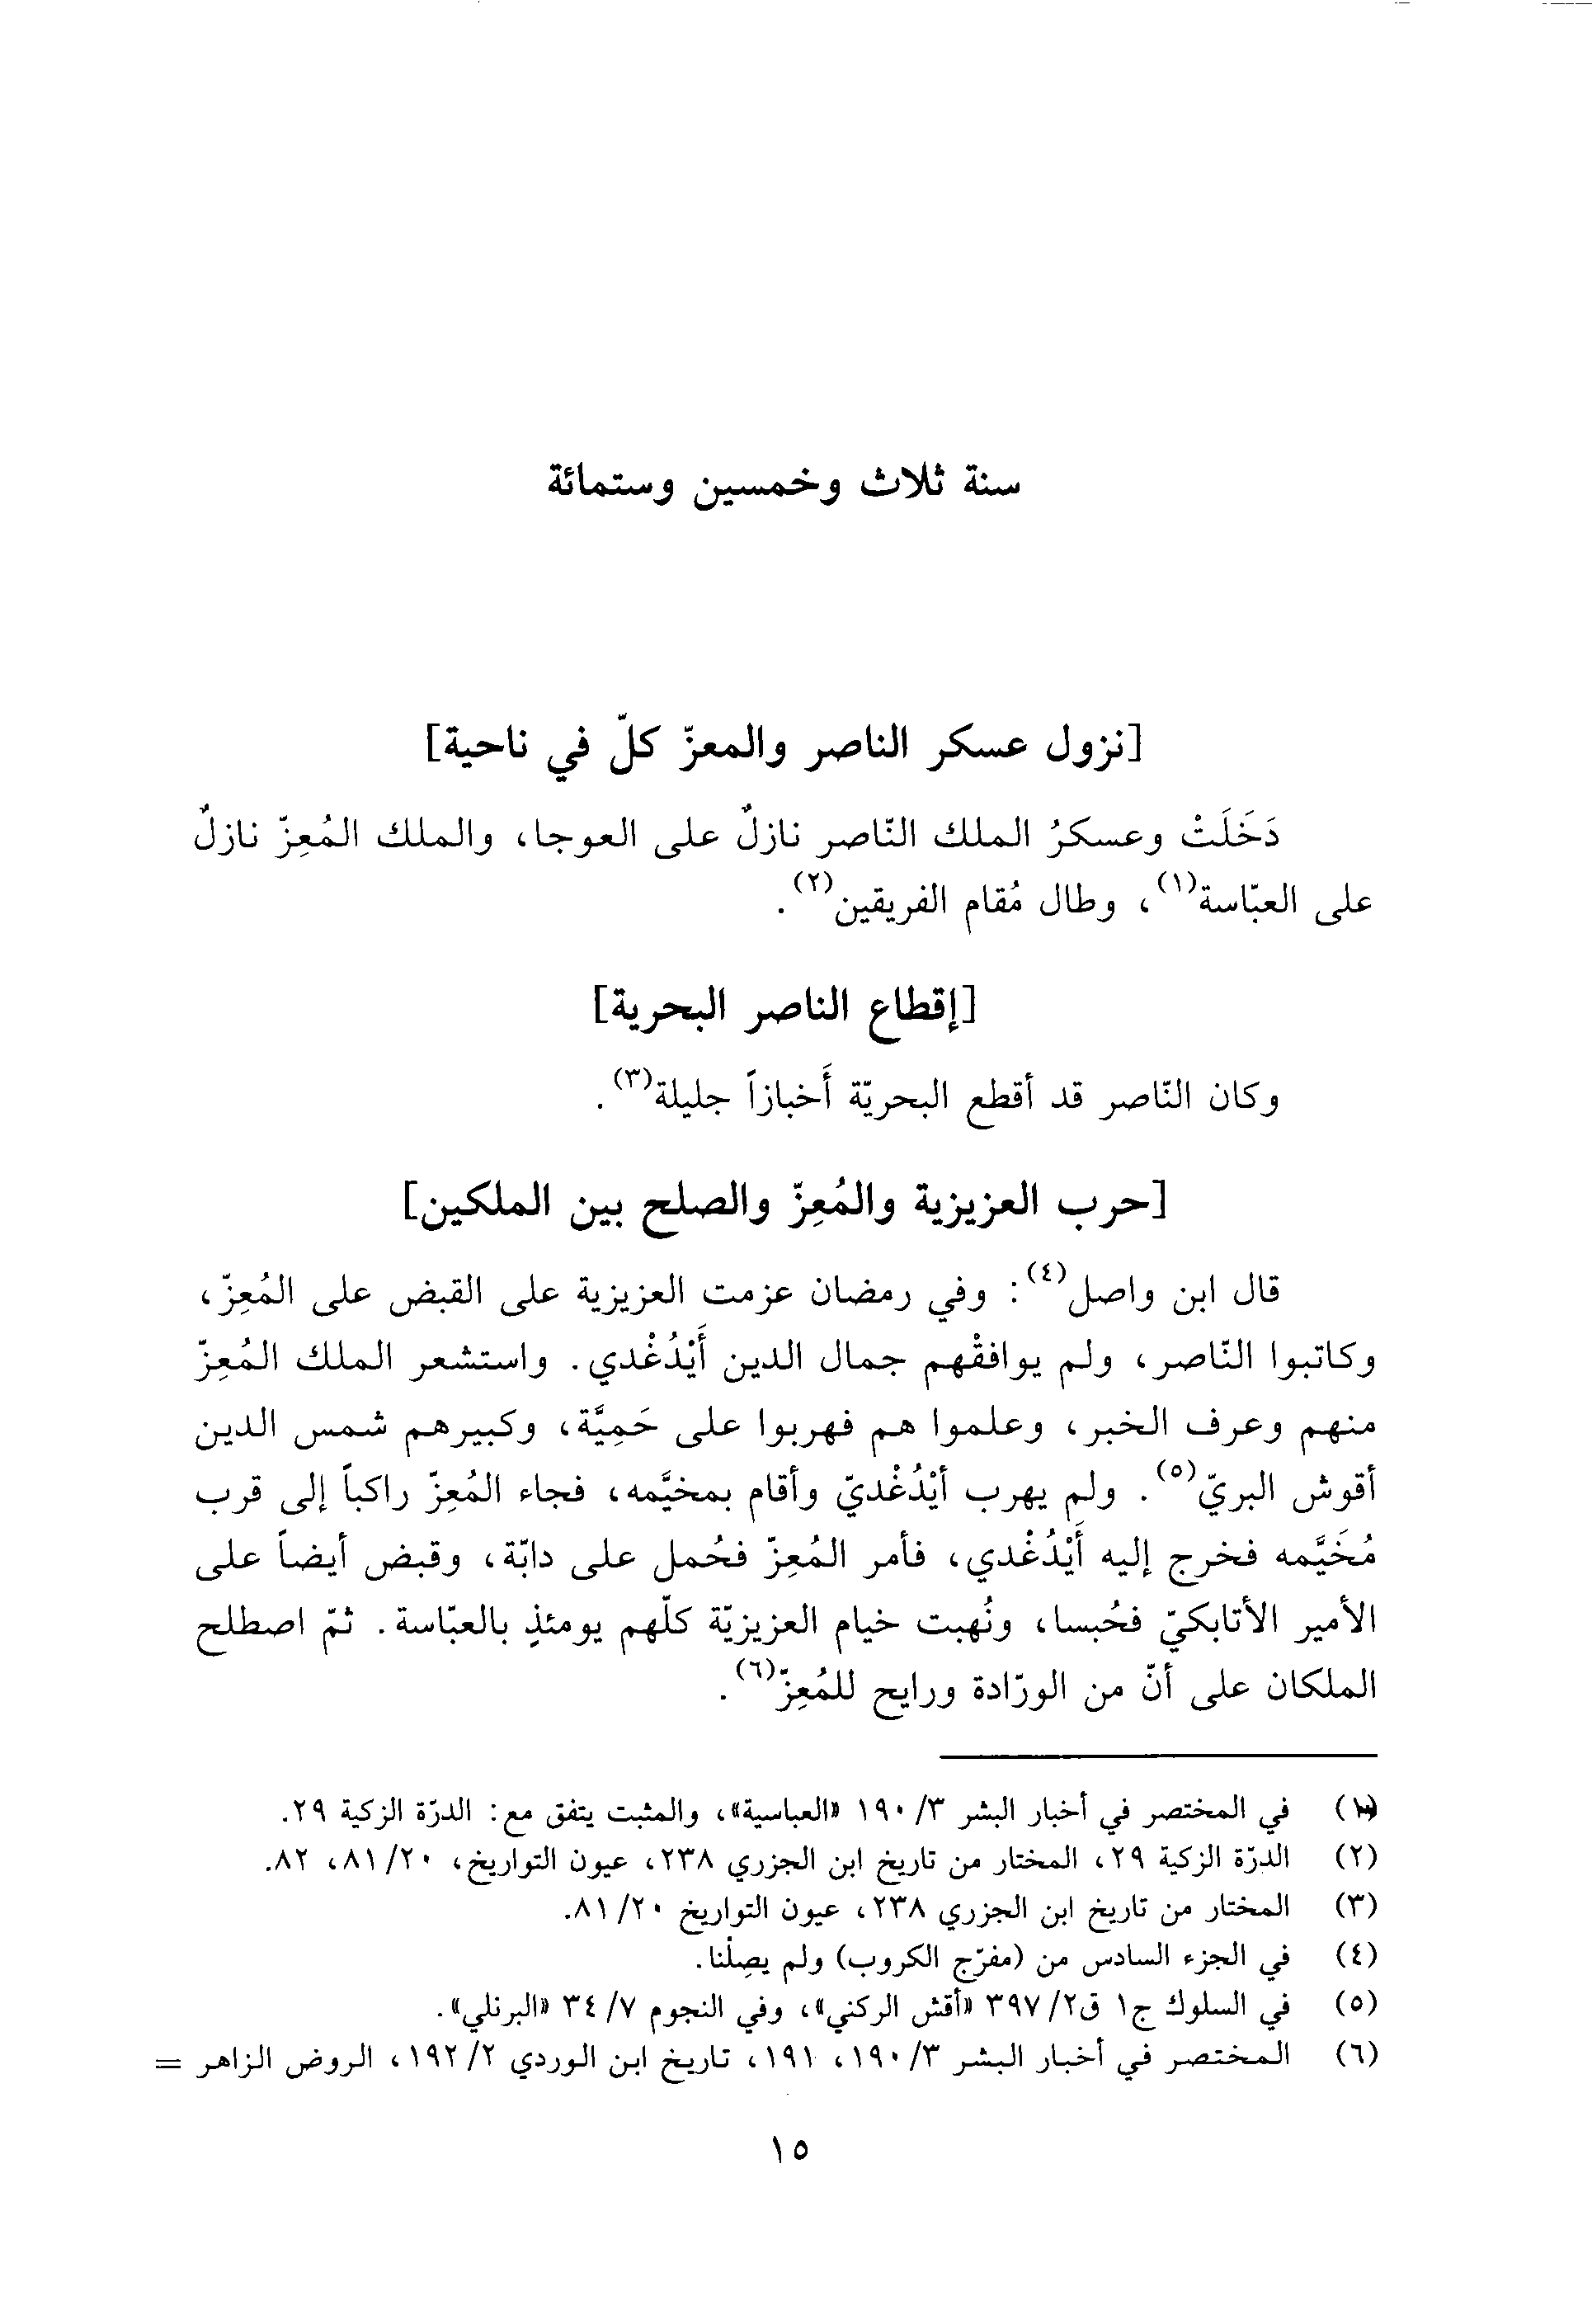 سنة ثلاث وخمسين وستمائة
[نزول عسكر الناصر والمعزّ كلّ في ناحية]
دَخَلَتْ وعسكرُ الملك النّاصر نازلٌ على العوجا، والملك المُعِزّ نازلٌ
على العبّاسة(١)، وطال مُقام الفريقين(٢).
[إقطاع الناصر البحرية]
وكان النّاصر قد أقطع البحريّة أَخبازاً جليلة(٣).
[حرب العزيزية والمُعِزّ والصلح بين الملكين]
قال ابن واصل(٤): وفي رمضان عزمت العزيزية على القبض على المُعِزّ،
وكاتبوا النّاصر، ولم يوافقْهم جمال الدين أَيْدُغْدي. واستشعر الملك المُعِزّ
منهم وعرف الخبر، وعلموا هم فهربوا على حَمِيَّة، وكبيرهم شمس الدين
أقوش البريّ(٥). ولم يهرب أيْدُغْديّ وأقام بمخيَّمه، فجاء المُعِزّ راكباً إلى قرب
مُخَيَّمه فخرج إليه أَيْدُغْدي، فأمر المُعِزّ فحُمل على دابّة، وقبض أيضاً على
الأمير الأتابكيّ فحُبسا، ونُهبت خيام العزيزيّة كلّهم يومئذٍ بالعبّاسة. ثمّ اصطلح
الملكان على أنّ من الورّادة ورايح للمُعِزّ(٦).
(١) في المختصر في أخبار البشر ٣/ ١٩٠ «العباسية»، والمثبت يتفق مع: الدرّة الزكية ٢٩.
(٢) الدرّة الزكية ٢٩، المختار من تاريخ ابن الجزري ٢٣٨، عيون التواريخ، ٢٠/ ٨١، ٨٢.
(٣) المختار من تاريخ ابن الجزري ٢٣٨، عيون التواريخ ٢٠/ ٨١.
(٤) في الجزء السادس من (مفرّج الكروب) ولم يصِلْنا.
(٥) في السلوك ج١ ق٢/ ٣٩٧ «أقش الركني»، وفي النجوم ٧/ ٣٤ «البرنلي».
(٦) المختصر في أخبار البشر ٣/ ١٩٠، ١٩١، تاريخ ابن الوردي ٢/ ١٩٢، الروض الزاهر =
١٥